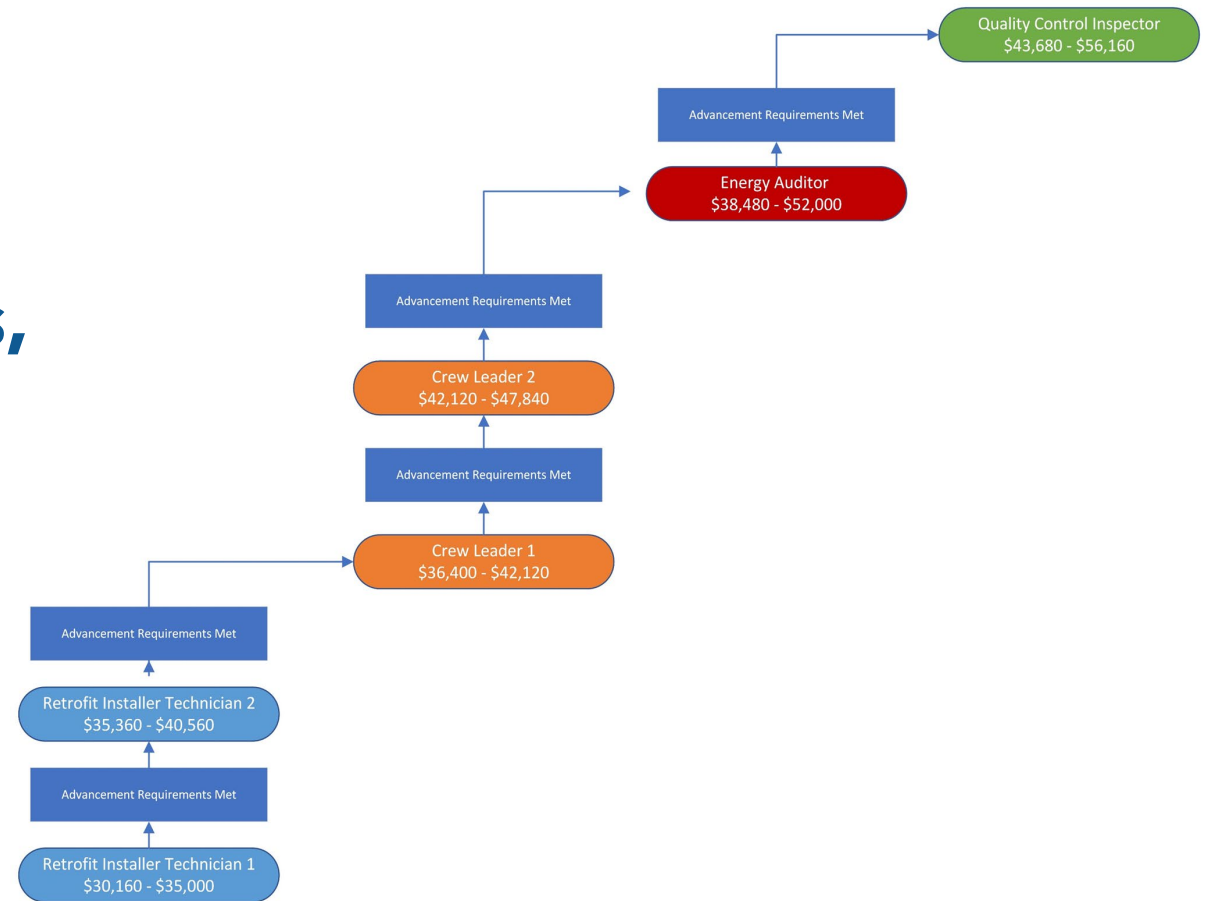 Quality Control Inspector
$43,680 - $56,160
Advancement Requirements Met
Energy Auditor
$38,480 - $52,000
Advancement Requirements Met
s,
Crew Leader 2
$42,120 - $47,840
Advancement Requirements Met
Crew Leader 1
$36,400 - $42,120
Advancement Requirements Met
Retrofit Installer Technician 2
$35,360 - $40,560
Advancement Requirements Met
Retrofit Installer Technician 1
$30,160 - $35,000